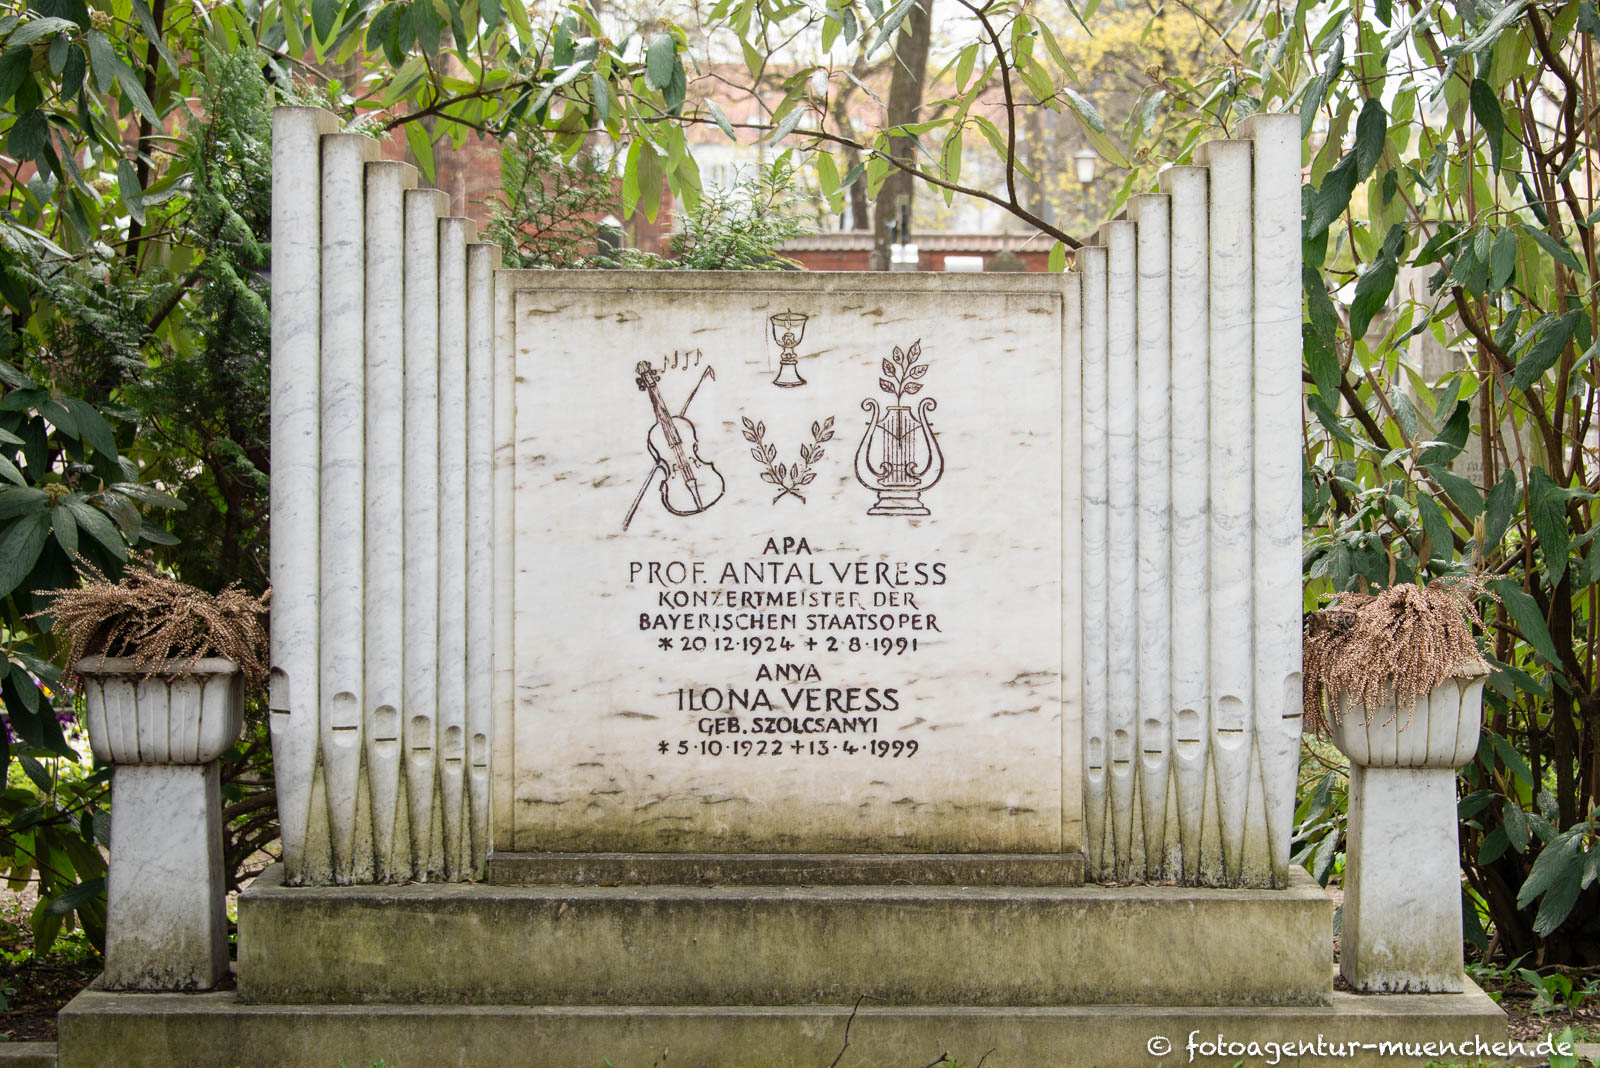 APA
PROF. ANTAL VERESS
KONZERTMEISTER DER
BAYERISCHEN STAATSOPER
* 20·12·1924 + 2·8·1991
ANYA
ILONA VERESS
GEB. SZOLCSANYI
* 5·10·1922 + 13·4·1999
© fotoagentur-muenchen.de